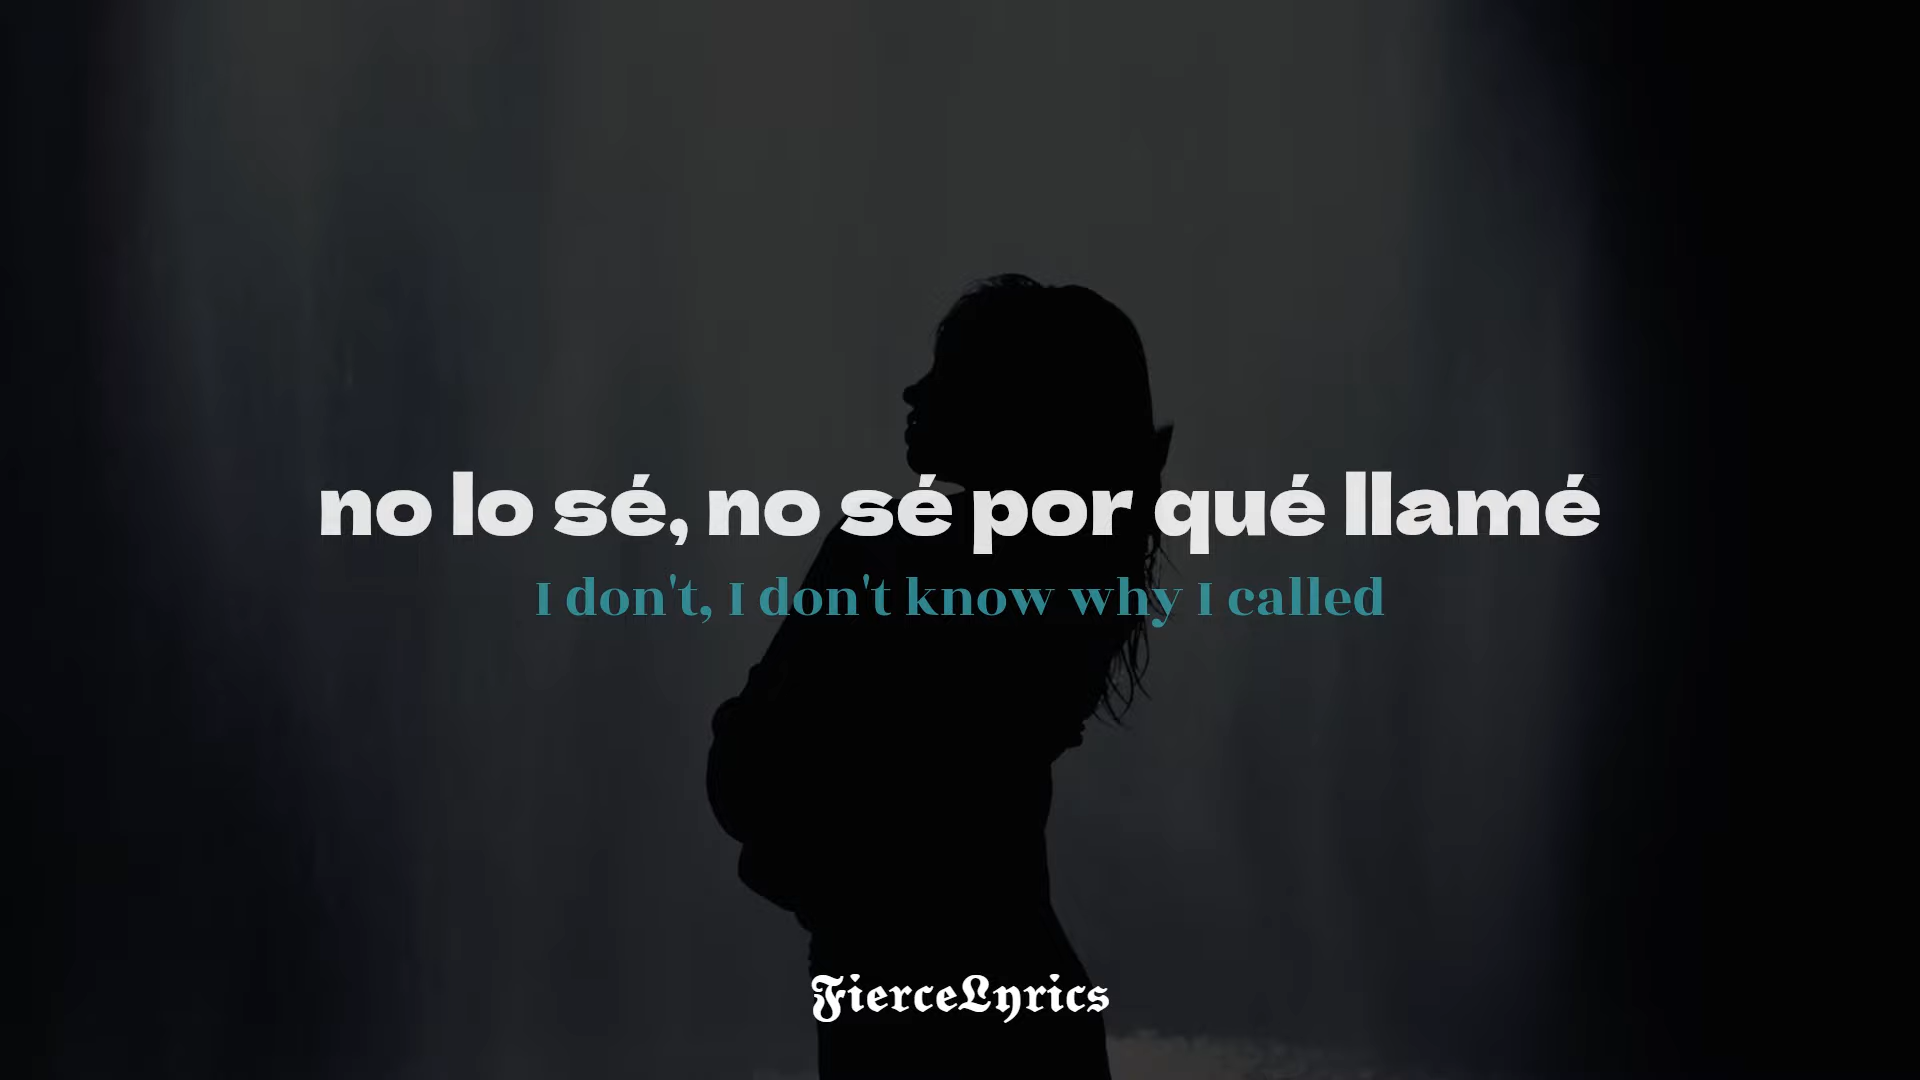 no lo sé, no sé por qué llamé
I don't, I don't know why I called
FierceLyrics